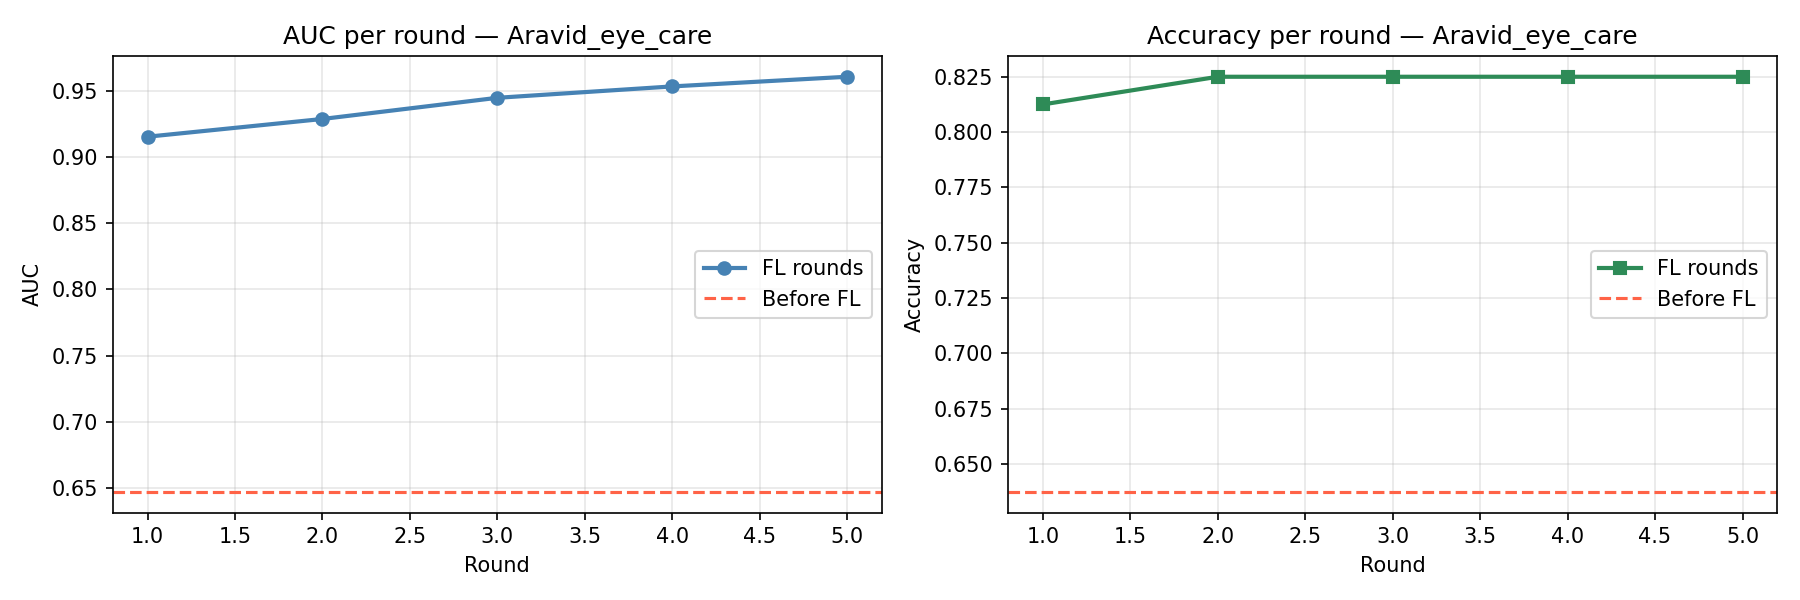 AUC per round — Aravid_eye_care
AUC
0.95
0.90
0.85
0.80
0.75
0.70
0.65
FL rounds
Before FL
1.0 1.5 2.0 2.5 3.0 3.5 4.0 4.5 5.0
Round
Accuracy per round — Aravid_eye_care
Accuracy
0.825
0.800
0.775
0.750
0.725
0.700
0.675
0.650
FL rounds
Before FL
1.0 1.5 2.0 2.5 3.0 3.5 4.0 4.5 5.0
Round